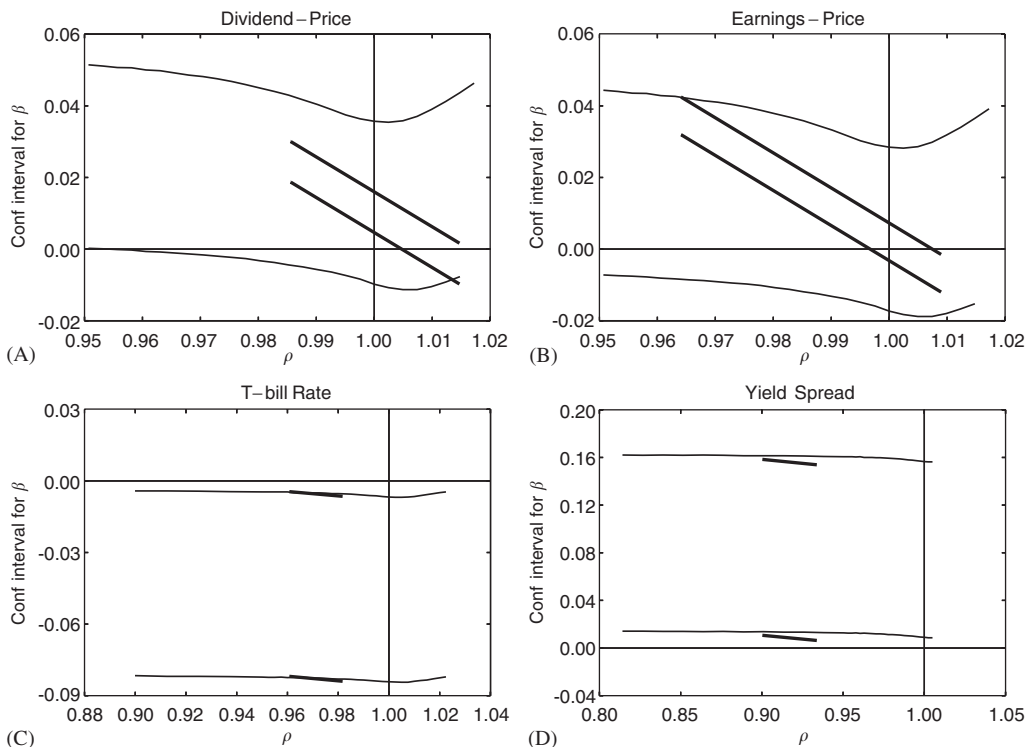 Dividend–Price
Conf interval for β
0.06
0.04
0.02
0.00
-0.02
0.95 0.96 0.97 0.98 0.99 1.00 1.01 1.02
(A)
ρ
Earnings–Price
Conf interval for β
0.06
0.04
0.02
0.00
-0.02
0.95 0.96 0.97 0.98 0.99 1.00 1.01 1.02
(B)
ρ
T–bill Rate
Conf interval for β
0.03
0.00
-0.03
-0.06
-0.09
0.88 0.90 0.92 0.94 0.96 0.98 1.00 1.02 1.04
(C)
ρ
Yield Spread
Conf interval for β
0.20
0.16
0.12
0.08
0.04
0.00
-0.04
0.80 0.85 0.90 0.95 1.00 1.05
(D)
ρ